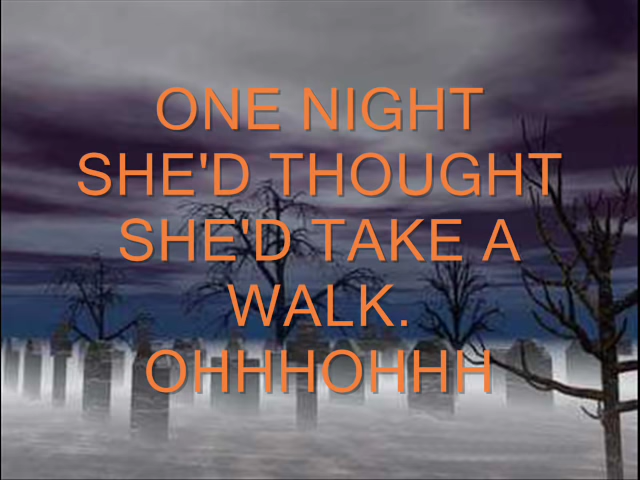 ONE NIGHT
SHE'D THOUGHT
SHE'D TAKE A
WALK.
OHHHOHHH